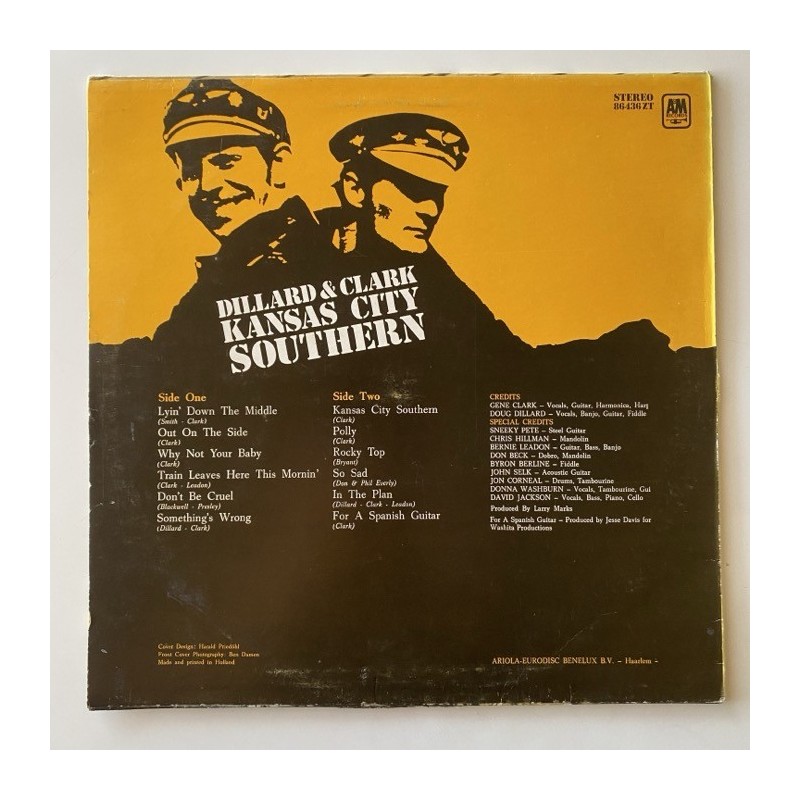 STEREO
86436ZT
A&M
RECORDS
DILLARD & CLARK
KANSAS CITY
SOUTHERN
Side One
Lyin' Down The Middle
(Smith - Clark)
Out On The Side
(Clark)
Why Not Your Baby
(Clark)
Train Leaves Here This Mornin'
(Clark - Leadon)
Don't Be Cruel
(Blackwell - Presley)
Something's Wrong
(Dillard - Clark)
Side Two
Kansas City Southern
(Clark)
Polly
(Clark)
Rocky Top
(Bryant)
So Sad
(Don & Phil Everly)
In The Plan
(Dillard - Clark - Leadon)
For A Spanish Guitar
(Clark)
CREDITS
GENE CLARK – Vocals, Guitar, Harmonica, Harp
DOUG DILLARD – Vocals, Banjo, Guitar, Fiddle
SPECIAL CREDITS
SNEEKY PETE – Steel Guitar
CHRIS HILLMAN – Mandolin
BERNIE LEADON – Guitar, Bass, Banjo
DON BECK – Dobro, Mandolin
BYRON BERLINE – Fiddle
JOHN SELK – Acoustic Guitar
JON CORNEAL – Drums, Tambourine
DONNA WASHBURN – Vocals, Tambourine, Gui
DAVID JACKSON – Vocals, Bass, Piano, Cello
Produced By Larry Marks
For A Spanish Guitar – Produced by Jesse Davis for
Washita Productions
Cover Design: Harald
Front Cover Photography: Ben Damen
Made and printed in Holland
ARIOLA-EURODISC BENELUX B.V. – Haarlem -